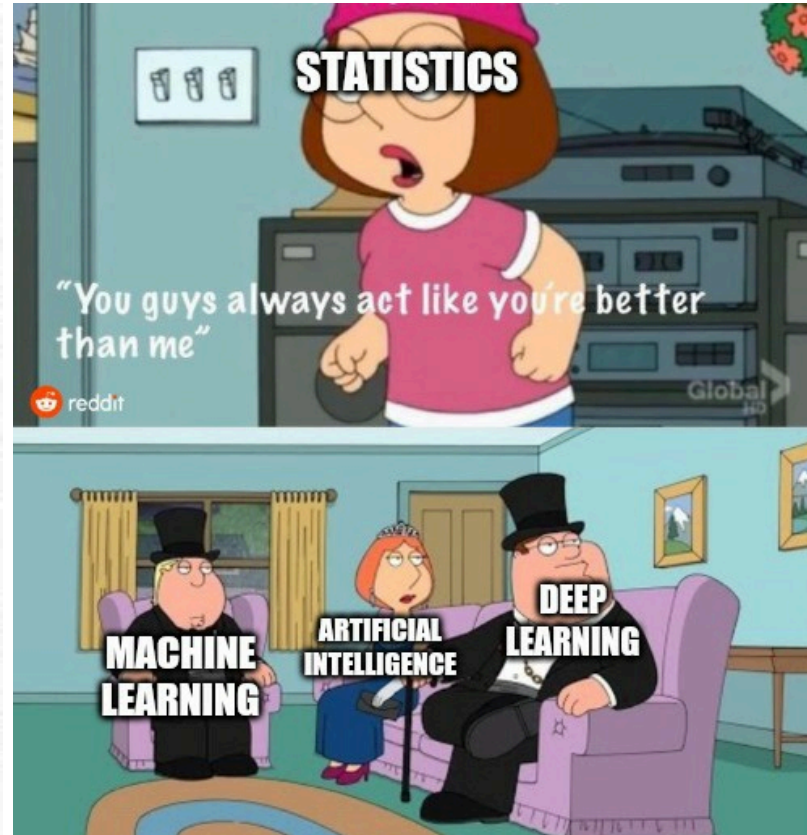 STATISTICS
"You guys always act like you're better
than me"
reddit
Global
HD
DEEP
LEARNING
ARTIFICIAL
INTELLIGENCE
MACHINE
LEARNING